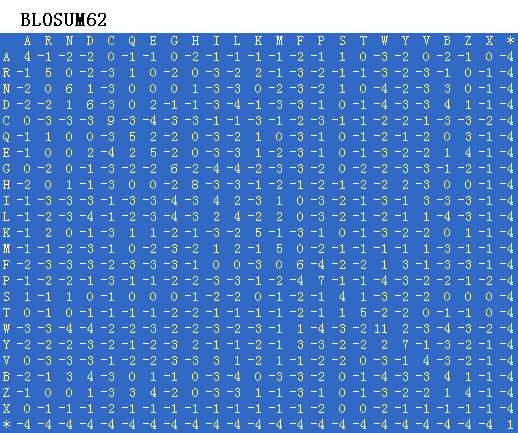 BLOSUM62
A R N D C Q E G H I L K M F P S T W Y V B Z X *
A 4 -1 -2 -2 0 -1 -1 0 -2 -1 -1 -1 -1 -2 -1 1 0 -3 -2 0 -2 -1 0 -4
R -1 5 0 -2 -3 1 0 -2 0 -3 -2 2 -1 -3 -2 -1 -1 -3 -2 -3 -1 0 -1 -4
N -2 0 6 1 -3 0 0 0 1 -3 -3 0 -2 -3 -2 1 0 -4 -2 -3 3 0 -1 -4
D -2 -2 1 6 -3 0 2 -1 -1 -3 -4 -1 -3 -3 -1 0 -1 -4 -3 -3 4 1 -1 -4
C 0 -3 -3 -3 9 -3 -4 -3 -3 -1 -1 -3 -1 -2 -3 -1 -1 -2 -2 -1 -3 -3 -2 -4
Q -1 1 0 0 -3 5 2 -2 0 -3 -2 1 0 -3 -1 0 -1 -2 -1 -2 0 3 -1 -4
E -1 0 0 2 -4 2 5 -2 0 -3 -3 1 -2 -3 -1 0 -1 -3 -2 -2 1 4 -1 -4
G 0 -2 0 -1 -3 -2 -2 6 -2 -4 -4 -2 -3 -3 -2 0 -2 -2 -3 -3 -1 -2 -1 -4
H -2 0 1 -1 -3 0 0 -2 8 -3 -3 -1 -2 -1 -2 -1 -2 -2 2 -3 0 0 -1 -4
I -1 -3 -3 -3 -1 -3 -3 -4 -3 4 2 -3 1 0 -3 -2 -1 -3 -1 3 -3 -3 -1 -4
L -1 -2 -3 -4 -1 -2 -3 -4 -3 2 4 -2 2 0 -3 -2 -1 -2 -1 1 -4 -3 -1 -4
K -1 2 0 -1 -3 1 1 -2 -1 -3 -2 5 -1 -3 -1 0 -1 -3 -2 -2 0 1 -1 -4
M -1 -1 -2 -3 -1 0 -2 -3 -2 1 2 -1 5 0 -2 -1 -1 -1 -1 1 -3 -1 -1 -4
F -2 -3 -3 -3 -2 -3 -3 -3 -1 0 0 -3 0 6 -4 -2 -2 1 3 -1 -3 -3 -1 -4
P -1 -2 -2 -1 -3 -1 -1 -2 -2 -3 -3 -1 -2 -4 7 -1 -1 -4 -3 -2 -2 -1 -2 -4
S 1 -1 1 0 -1 0 0 0 -1 -2 -2 0 -1 -2 -1 4 1 -3 -2 -2 0 0 0 -4
T 0 -1 0 -1 -1 -1 -1 -2 -2 -1 -1 -1 -1 -2 -1 1 5 -2 -2 0 -1 -1 0 -4
W -3 -3 -4 -4 -2 -2 -3 -2 -2 -3 -2 -3 -1 1 -4 -3 -2 11 2 -3 -4 -3 -2 -4
Y -2 -2 -2 -3 -2 -1 -2 -3 2 -1 -1 -2 -1 3 -3 -2 -2 2 7 -1 -3 -2 -1 -4
V 0 -3 -3 -3 -1 -2 -2 -3 -3 3 1 -2 1 -1 -2 -2 0 -3 -1 4 -3 -2 -1 -4
B -2 -1 3 4 -3 0 1 -1 0 -3 -4 0 -3 -3 -2 0 -1 -4 -3 -3 4 1 -1 -4
Z -1 0 0 1 -3 3 4 -2 0 -3 -3 1 -1 -3 -1 0 -1 -3 -2 -2 1 4 -1 -4
X 0 -1 -1 -1 -2 -1 -1 -1 -1 -1 -1 -1 -1 -1 -2 0 0 -2 -1 -1 -1 -1 -1 -4
* -4 -4 -4 -4 -4 -4 -4 -4 -4 -4 -4 -4 -4 -4 -4 -4 -4 -4 -4 -4 -4 -4 -4 1